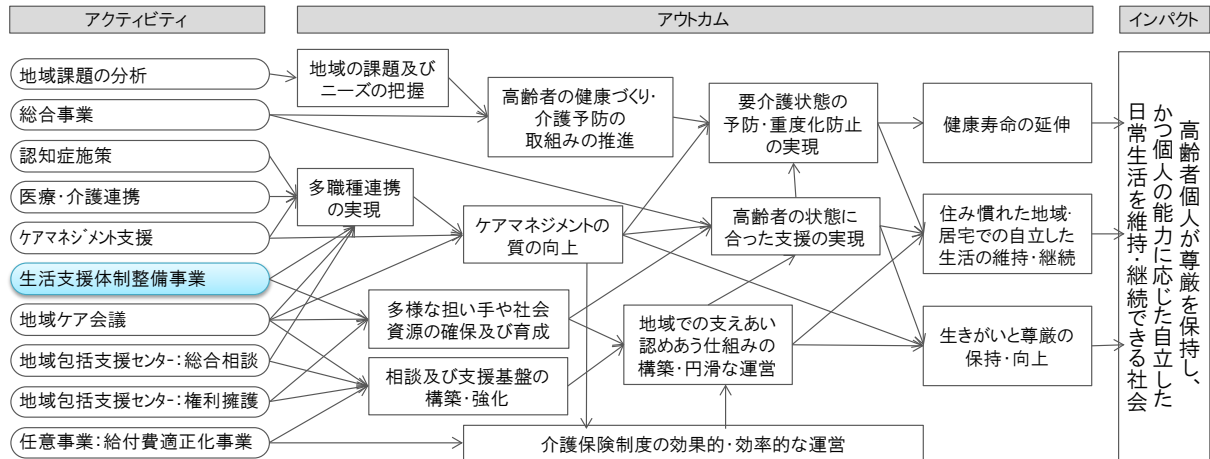 アクティビティ
アウトカム
インパクト
地域課題の分析
総合事業
認知症施策
医療・介護連携
ケアマネジメント支援
生活支援体制整備事業
地域ケア会議
地域包括支援センター：総合相談
地域包括支援センター：権利擁護
任意事業：給付費適正化事業
地域の課題及び
ニーズの把握
多職種連携
の実現
高齢者の健康づくり・
介護予防の
取組みの推進
ケアマネジメントの
質の向上
多様な担い手や社会
資源の確保及び育成
相談及び支援基盤の
構築・強化
介護保険制度の効果的・効率的な運営
要介護状態の
予防・重度化防止
の実現
高齢者の状態に
合った支援の実現
地域での支えあい
認めあう仕組みの
構築・円滑な運営
健康寿命の延伸
住み慣れた地域・
居宅での自立した
生活の維持・継続
生きがいと尊厳の
保持・向上
高齢者個人が尊厳を保持し、
かつ個人の能力に応じた自立した
日常生活を維持・継続できる社会